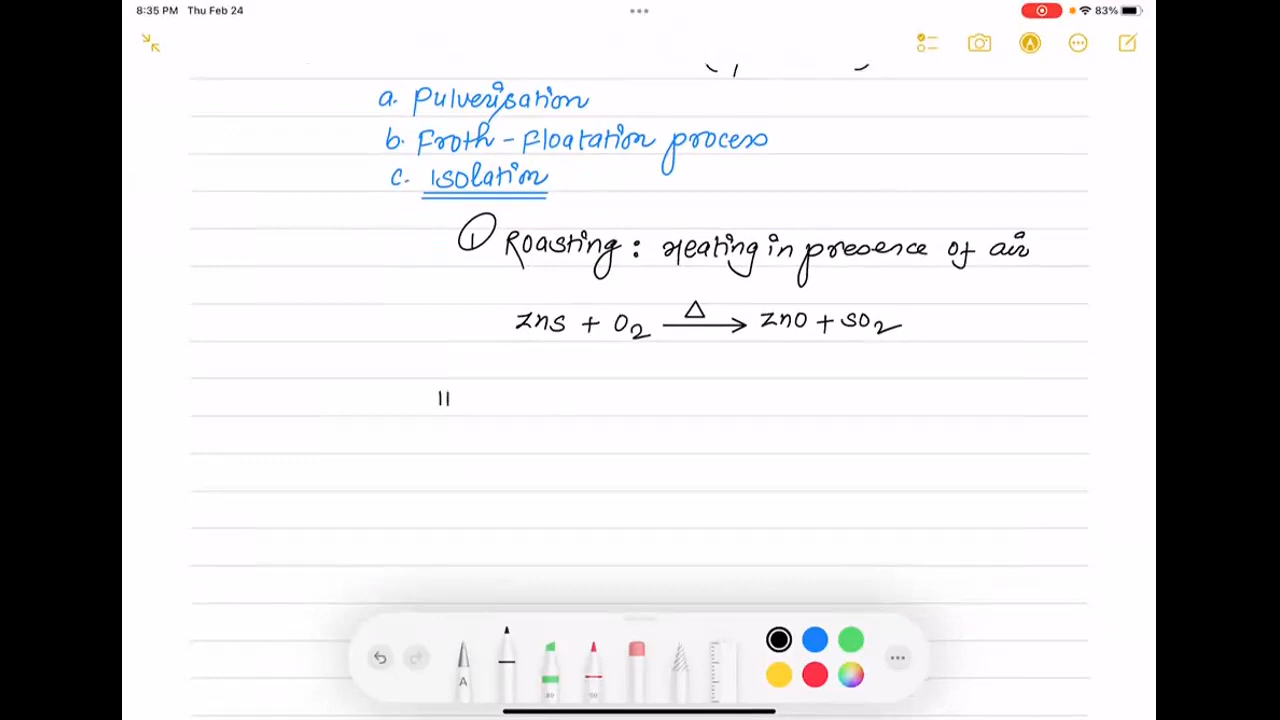 8:35 PM Thu Feb 24
83%
a. Pulverisation
b. Froth - Floatation process
c. Isolation
① Roasting : Heating in presence of air
ZnS + O₂ —Δ→ ZnO + SO₂
11
A